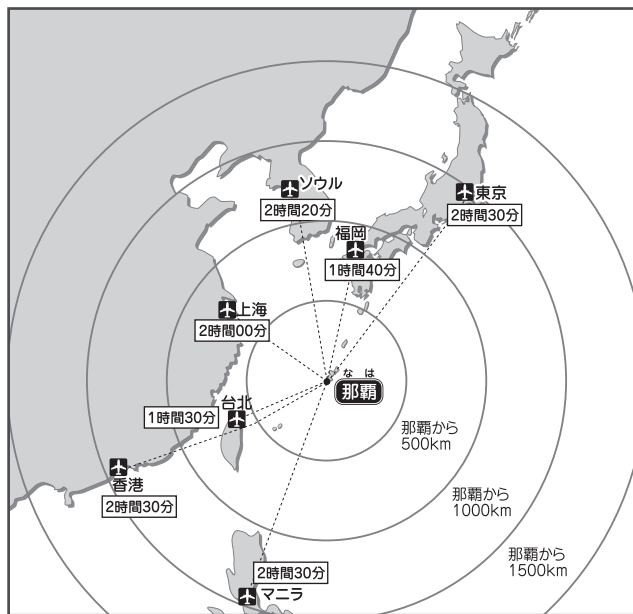 ソウル
2時間20分
東京
2時間30分
福岡
1時間40分
上海
2時間00分
なは
那覇
台北
1時間30分
那覇から
500km
香港
2時間30分
那覇から
1000km
那覇から
1500km
2時間30分
マニラ